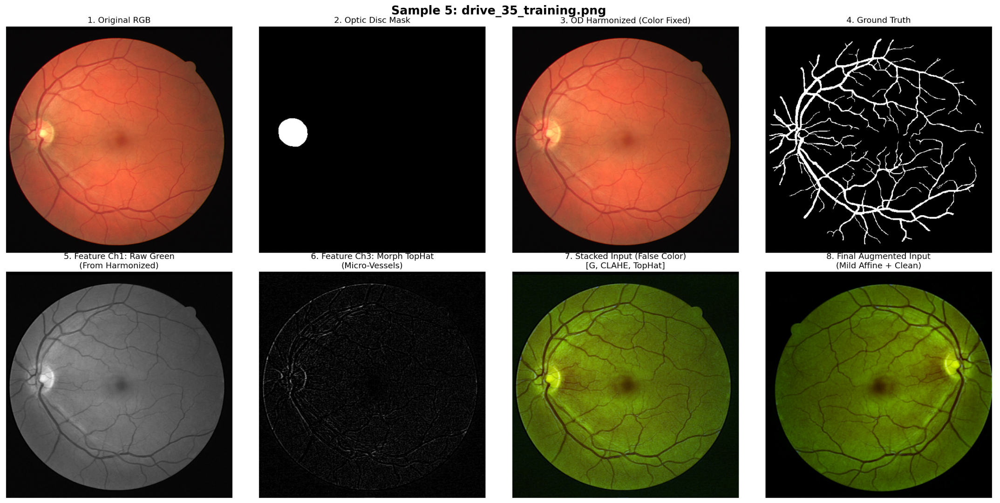 Sample 5: drive_35_training.png
1. Original RGB
2. Optic Disc Mask
3. OD Harmonized (Color Fixed)
4. Ground Truth
5. Feature Ch1: Raw Green
(From Harmonized)
6. Feature Ch3: Morph TopHat
(Micro-Vessels)
7. Stacked Input (False Color)
[G, CLAHE, TopHat]
8. Final Augmented Input
(Mild Affine + Clean)